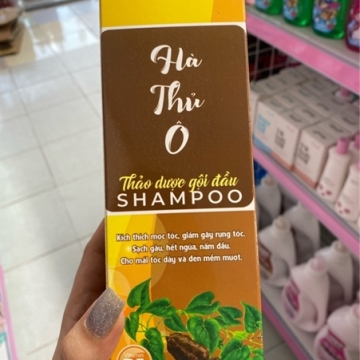 Hà
Thủ
Ô
Thảo dược gội đầu
SHAMPOO
Kích thích mọc tóc, giảm gãy rụng tóc.
Sạch gàu, hết ngứa, nấm đầu.
Cho mái tóc dày và đen mềm mượt.